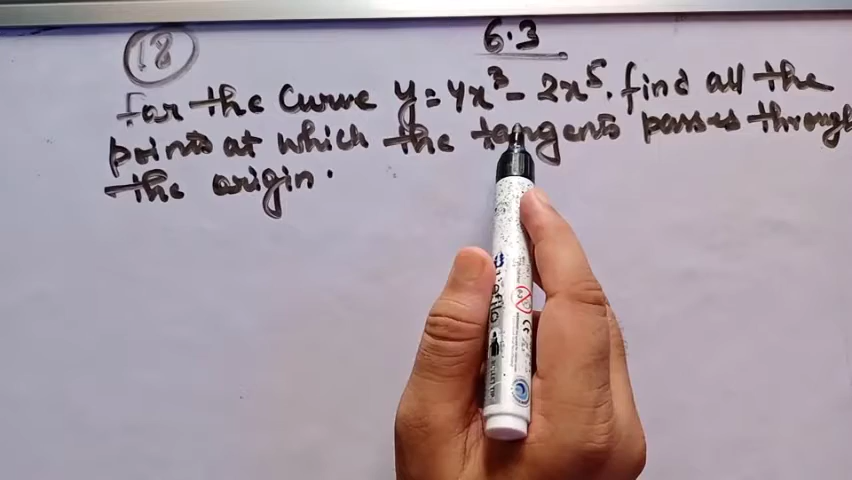 18
6.3
For the Curve y = 4x³ - 2x⁵. find all the
points at which the tangents passes through
the origin.